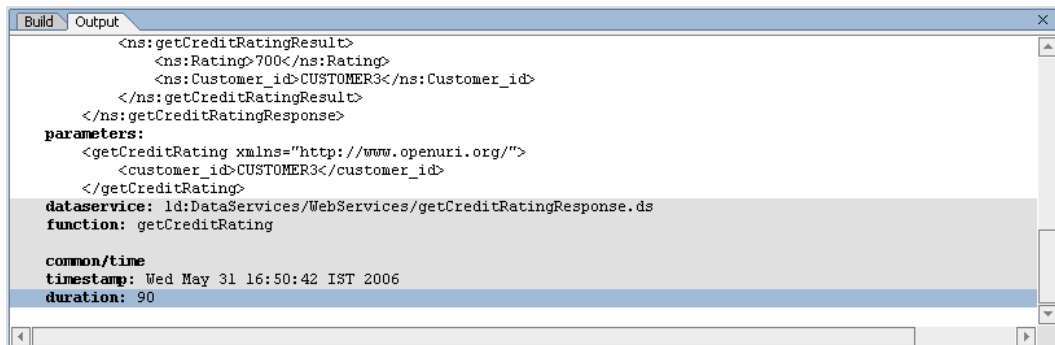 Build Output
<ns:getCreditRatingResult>
<ns:Rating>700</ns:Rating>
<ns:Customer_id>CUSTOMER3</ns:Customer_id>
</ns:getCreditRatingResult>
</ns:getCreditRatingResponse>
parameters:
<getCreditRating xmlns="http://www.openuri.org/">
<customer_id>CUSTOMER3</customer_id>
</getCreditRating>
dataservice: ld:DataServices/WebServices/getCreditRatingResponse.ds
function: getCreditRating
common/time
timestamp: Wed May 31 16:50:42 IST 2006
duration: 90